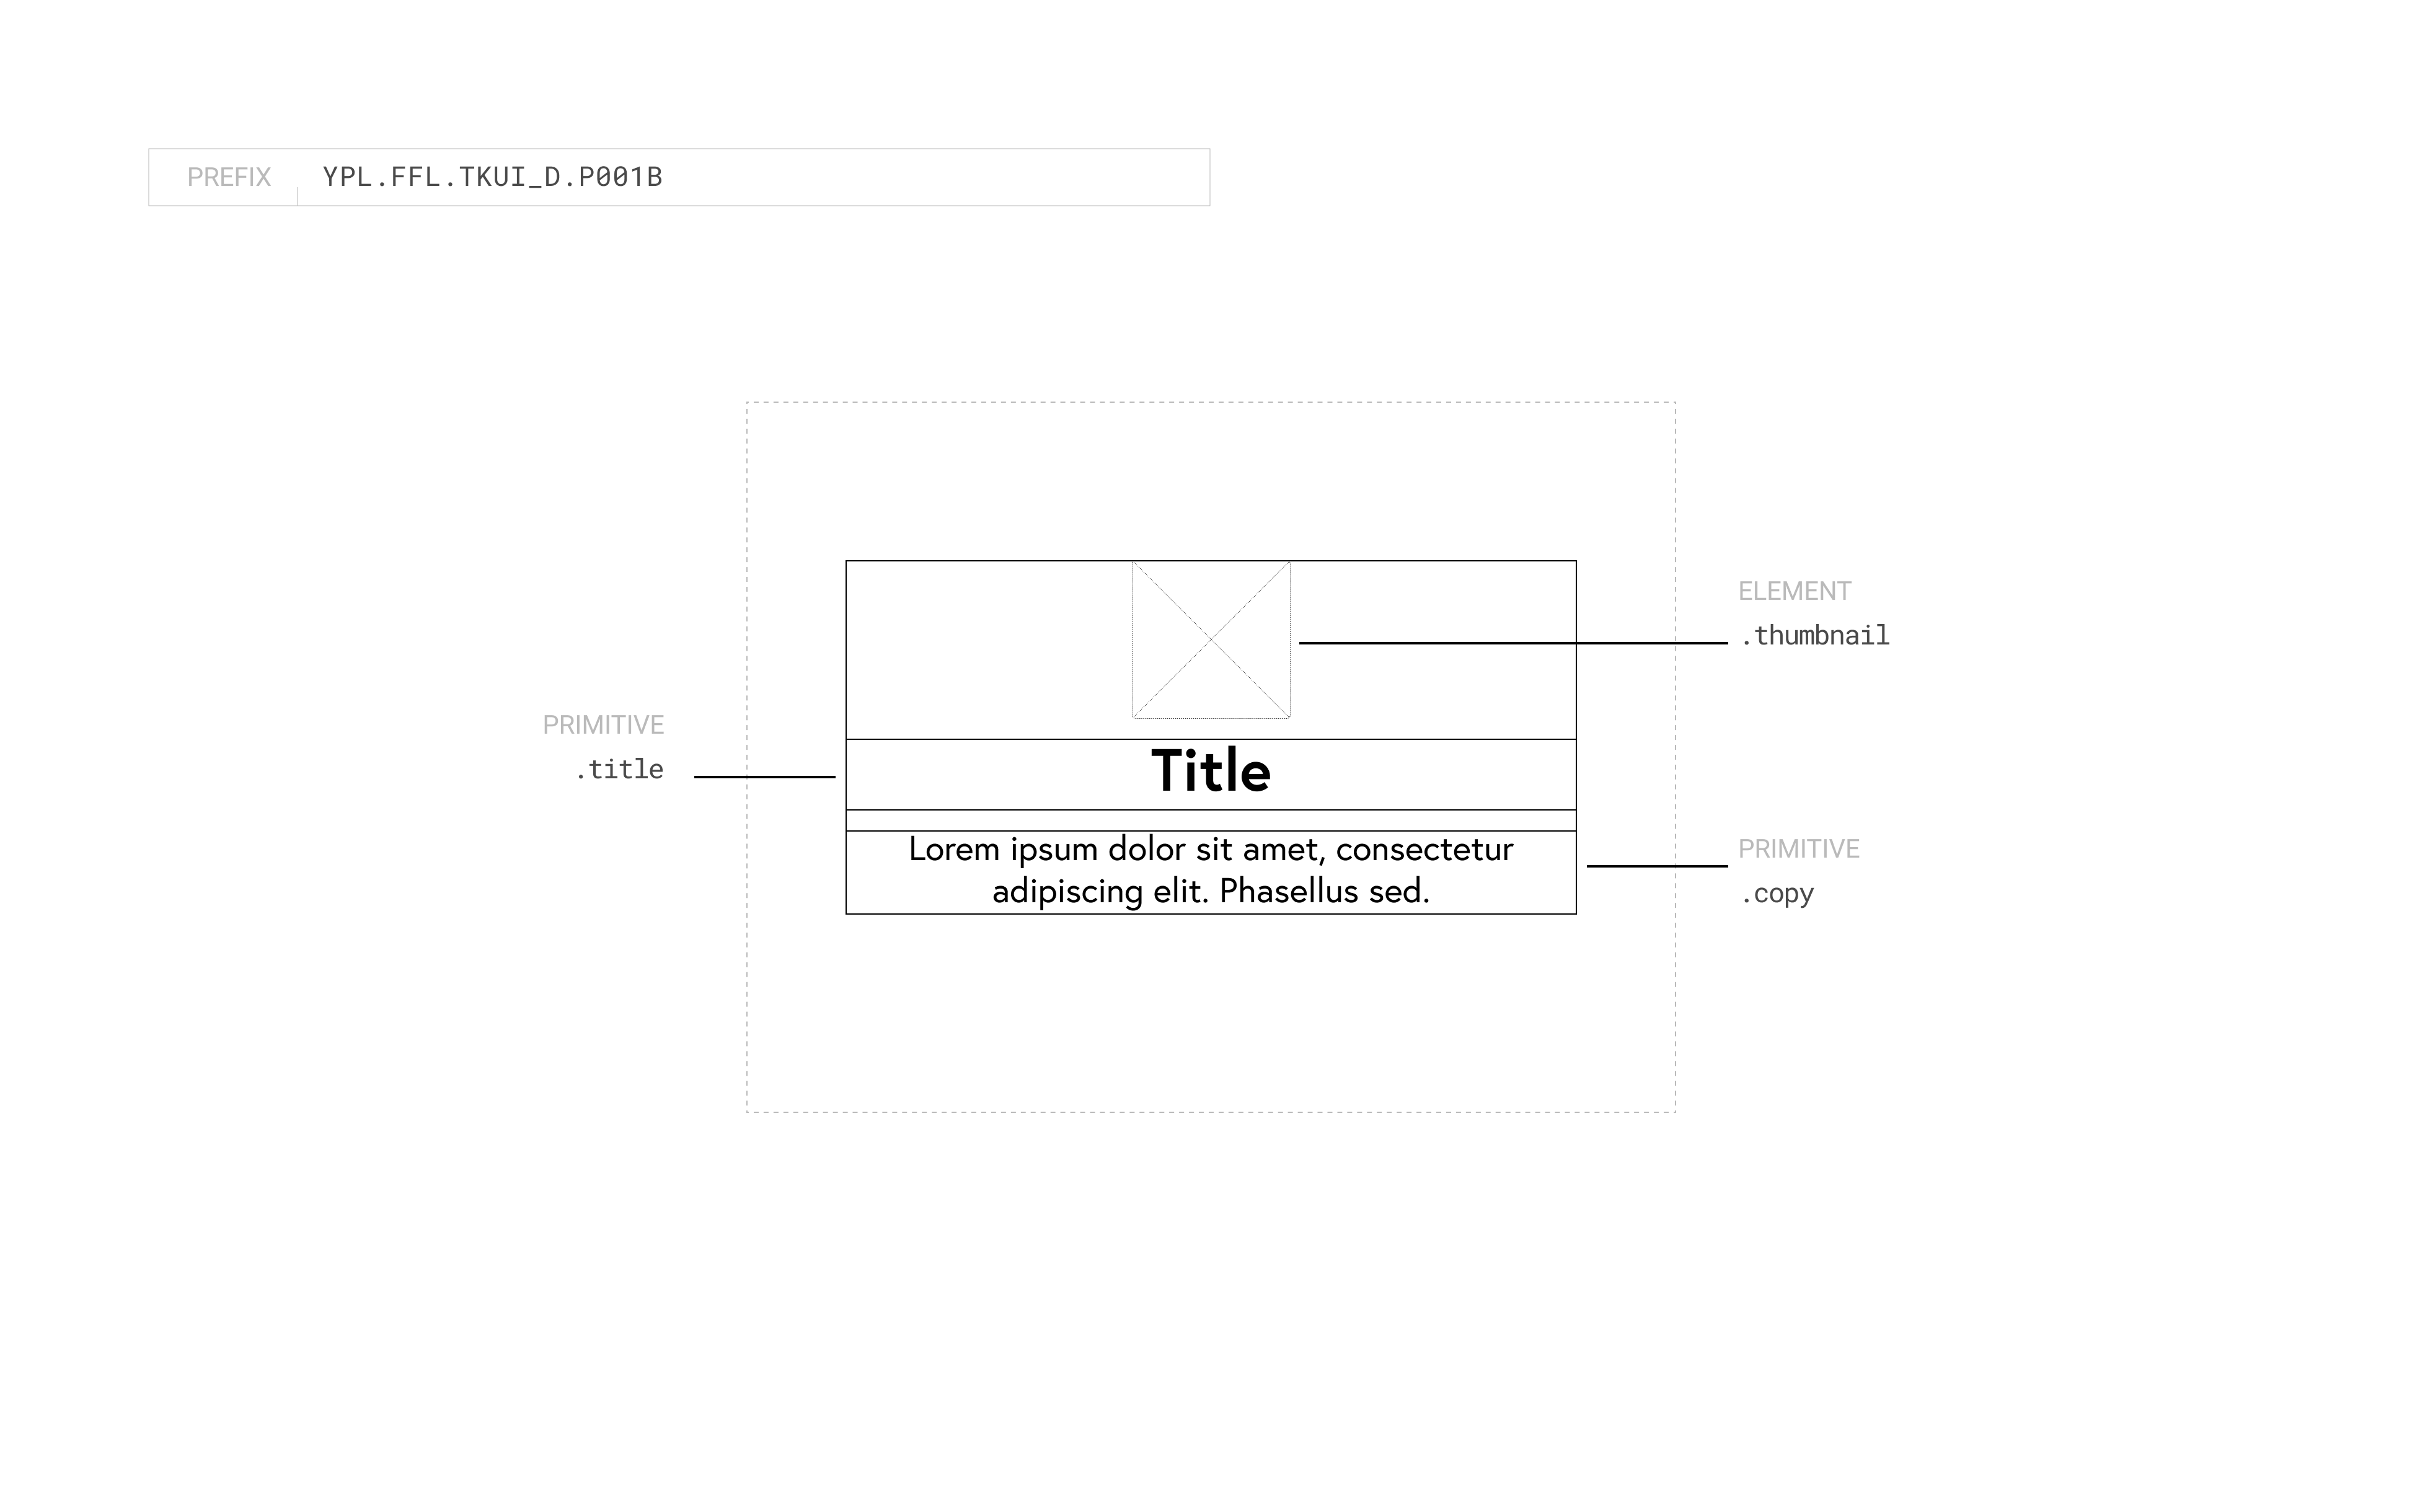 PREFIX YPL.FFL.TKUI_D.P001B
ELEMENT
.thumbnail
PRIMITIVE
.title
Title
Lorem ipsum dolor sit amet, consectetur
adipiscing elit. Phasellus sed.
PRIMITIVE
.copy